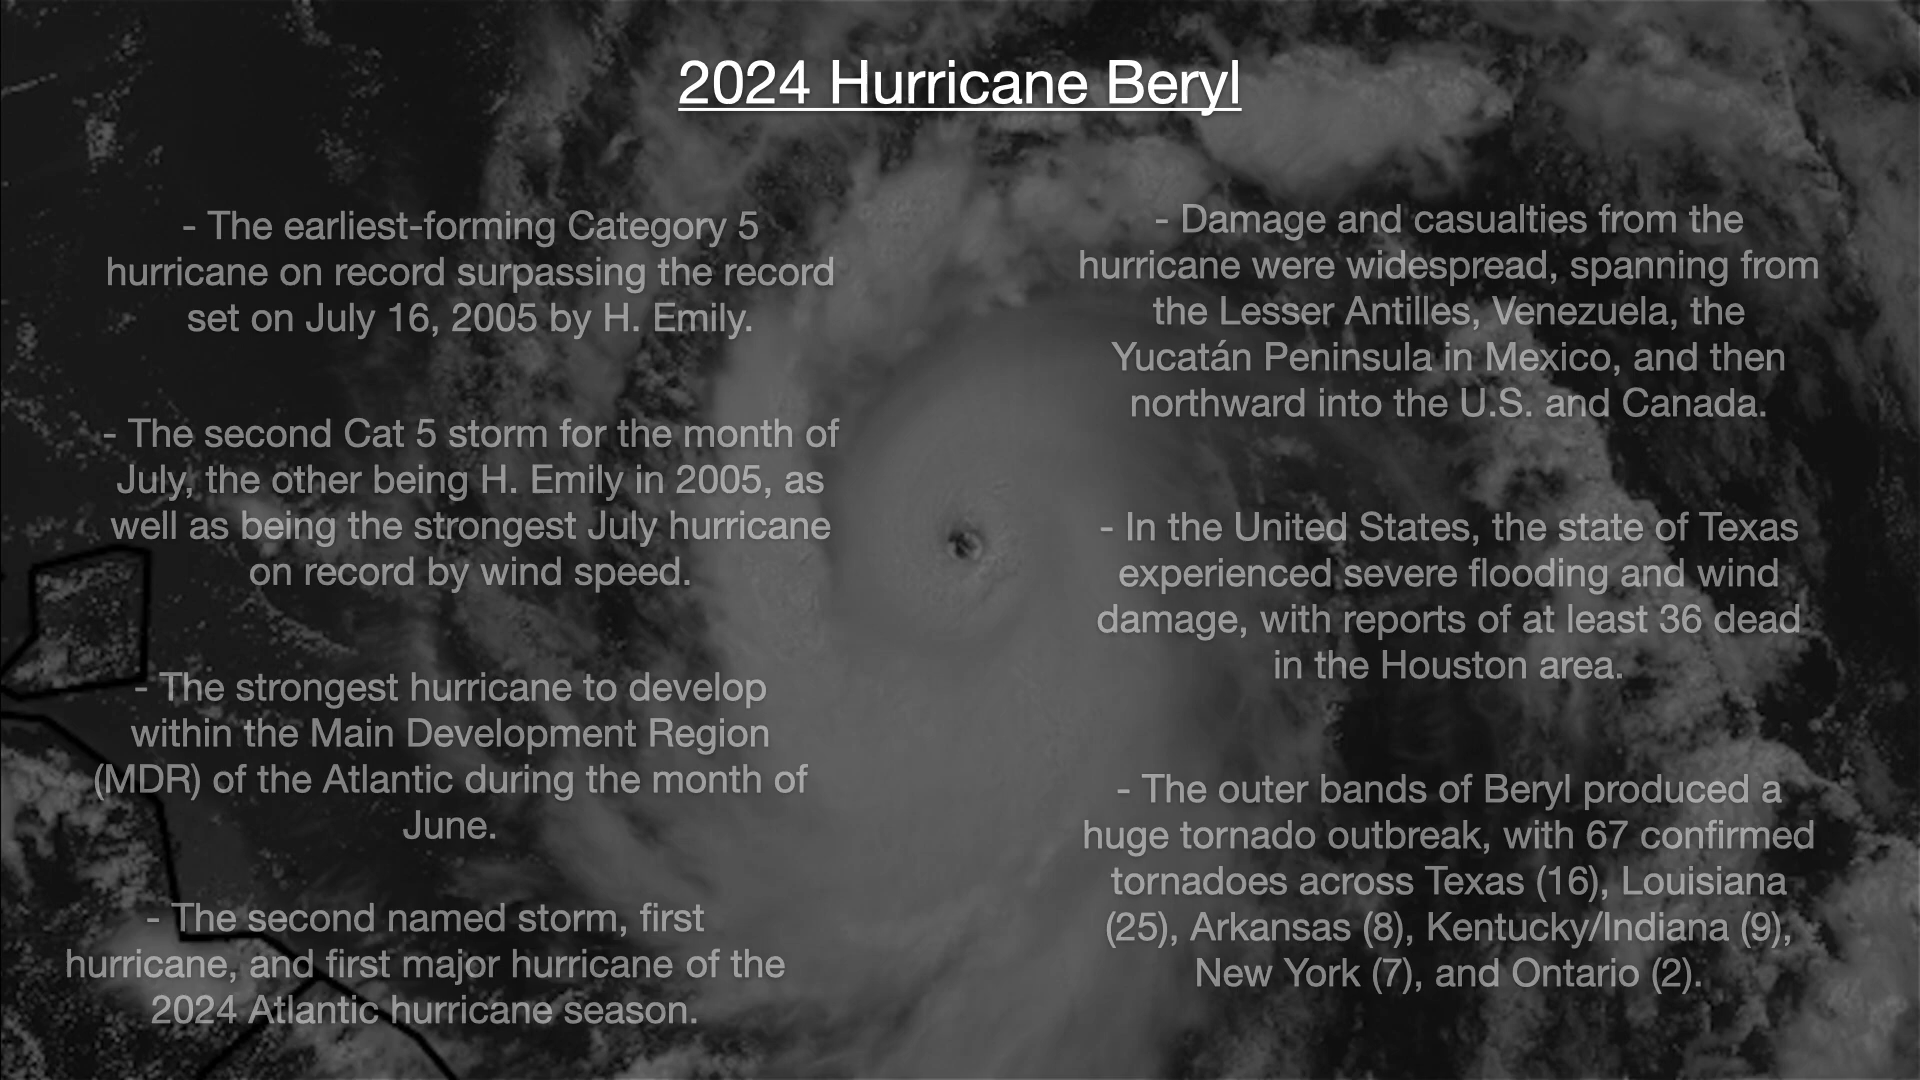 2024 Hurricane Beryl
- The earliest-forming Category 5
hurricane on record surpassing the record
set on July 16, 2005 by H. Emily.
- The second Cat 5 storm for the month of
July, the other being H. Emily in 2005, as
well as being the strongest July hurricane
on record by wind speed.
- The strongest hurricane to develop
within the Main Development Region
(MDR) of the Atlantic during the month of
June.
- The second named storm, first
hurricane, and first major hurricane of the
2024 Atlantic hurricane season.
- Damage and casualties from the
hurricane were widespread, spanning from
the Lesser Antilles, Venezuela, the
Yucatán Peninsula in Mexico, and then
northward into the U.S. and Canada.
- In the United States, the state of Texas
experienced severe flooding and wind
damage, with reports of at least 36 dead
in the Houston area.
- The outer bands of Beryl produced a
huge tornado outbreak, with 67 confirmed
tornadoes across Texas (16), Louisiana
(25), Arkansas (8), Kentucky/Indiana (9),
New York (7), and Ontario (2).